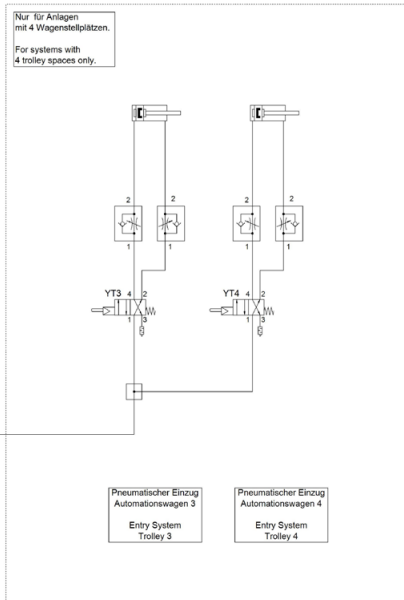 Nur für Anlagen
mit 4 Wagenstellplätzen.
For systems with
4 trolley spaces only.
2 2 2 2
1 1 1 1
YT3 4 2 YT4 4 2
1 3 1 3
Pneumatischer Einzug
Automationswagen 3
Entry System
Trolley 3
Pneumatischer Einzug
Automationswagen 4
Entry System
Trolley 4